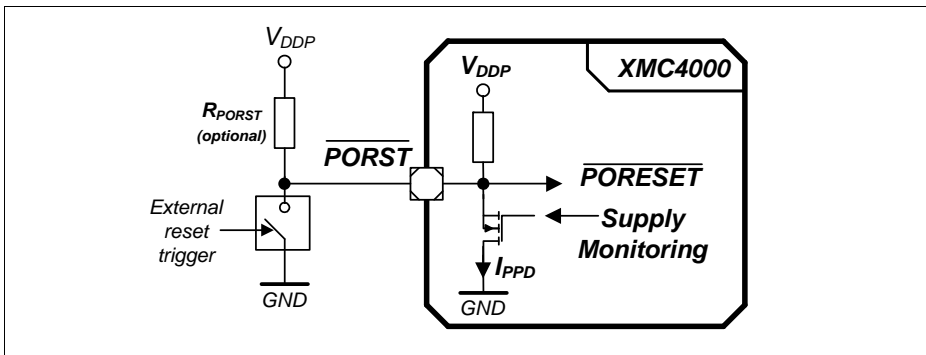 V_DDP
R_PORST
(optional)
External
reset
trigger
GND
PORST
XMC4000
V_DDP
PORESET
Supply
Monitoring
I_PPD
GND